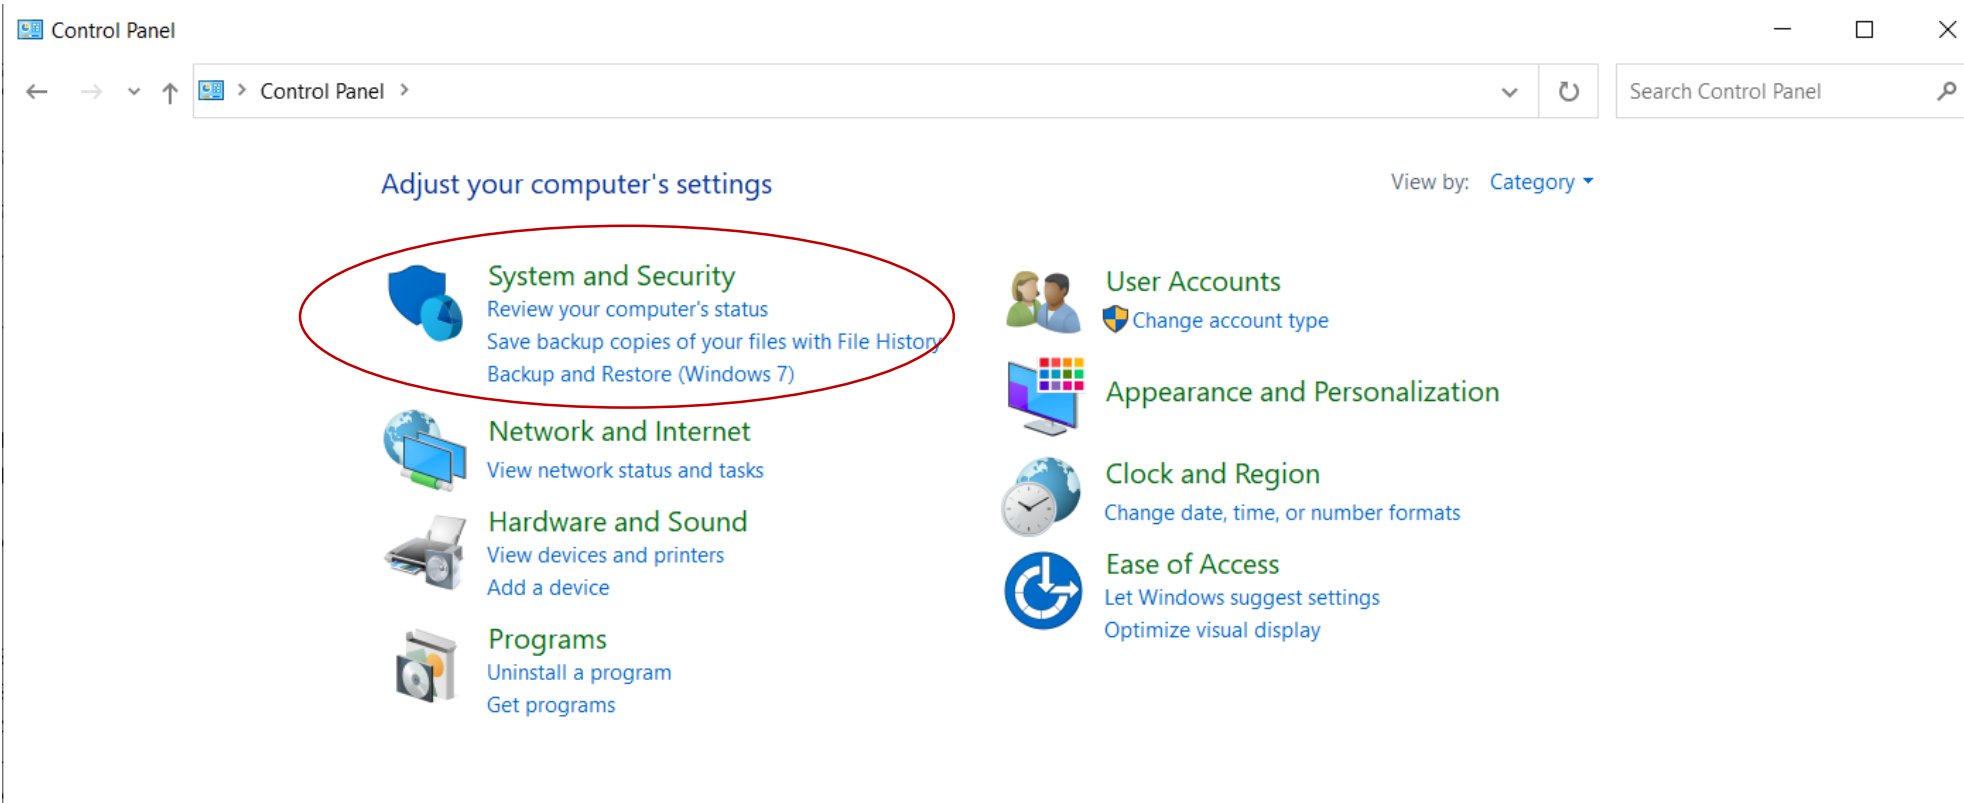 Control Panel
Control Panel
Search Control Panel
Adjust your computer's settings
View by: Category
System and Security
Review your computer's status
Save backup copies of your files with File History
Backup and Restore (Windows 7)
Network and Internet
View network status and tasks
Hardware and Sound
View devices and printers
Add a device
Programs
Uninstall a program
Get programs
User Accounts
Change account type
Appearance and Personalization
Clock and Region
Change date, time, or number formats
Ease of Access
Let Windows suggest settings
Optimize visual display